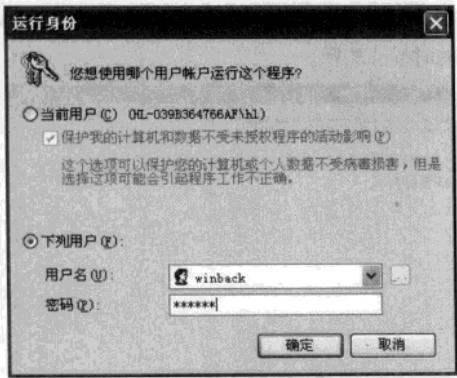 运行身份
您想使用哪个用户帐户运行这个程序?
当前用户(C) (HL-039B364766AF\hl)
保护我的计算机和数据不受未授权程序的活动影响(P)
这个选项可以保护您的计算机或个人数据不受病毒损害，但是
选择这项可能会引起程序工作不正确。
下列用户(F):
用户名(U): winback
密码(P): ******
确定 取消